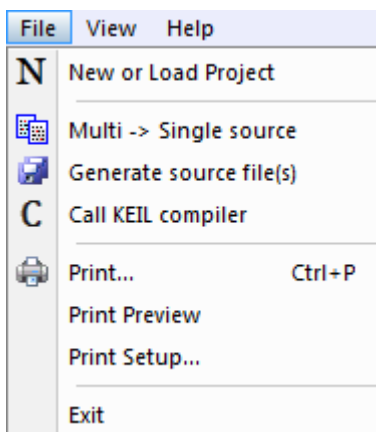 File View Help
N New or Load Project
Multi -> Single source
Generate source file(s)
C Call KEIL compiler
Print... Ctrl+P
Print Preview
Print Setup...
Exit